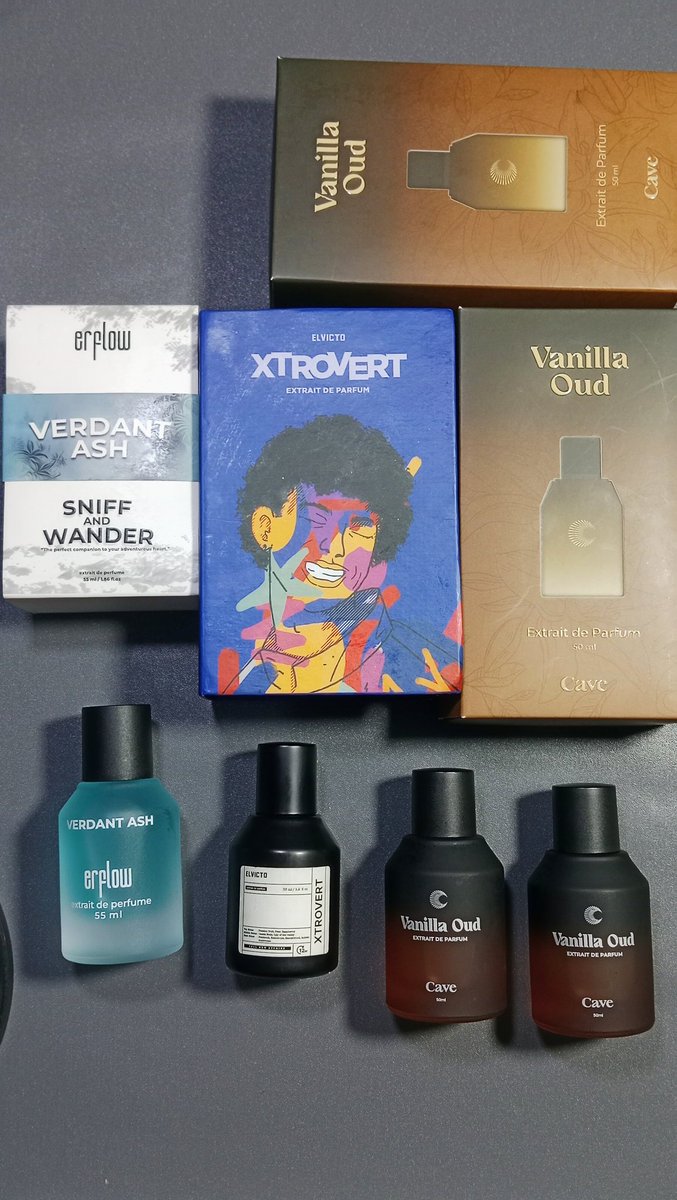 Vanilla
Oud
Extrait de Parfum
50 ml
Cave
erflow
VERDANT
ASH
SNIFF
AND
WANDER
"The perfect companion to your adventurous heart."
extrait de perfume
55 ml / 1.86 fl.oz
ELVICTO
XTROVERT
EXTRAIT DE PARFUM
Vanilla
Oud
Extrait de Parfum
50 ml
Cave
VERDANT ASH
erflow
extrait de perfume
55 ml
ELVICTO
XTROVERT
Vanilla Oud
EXTRAIT DE PARFUM
Cave
50ml
Vanilla Oud
EXTRAIT DE PARFUM
Cave
50ml